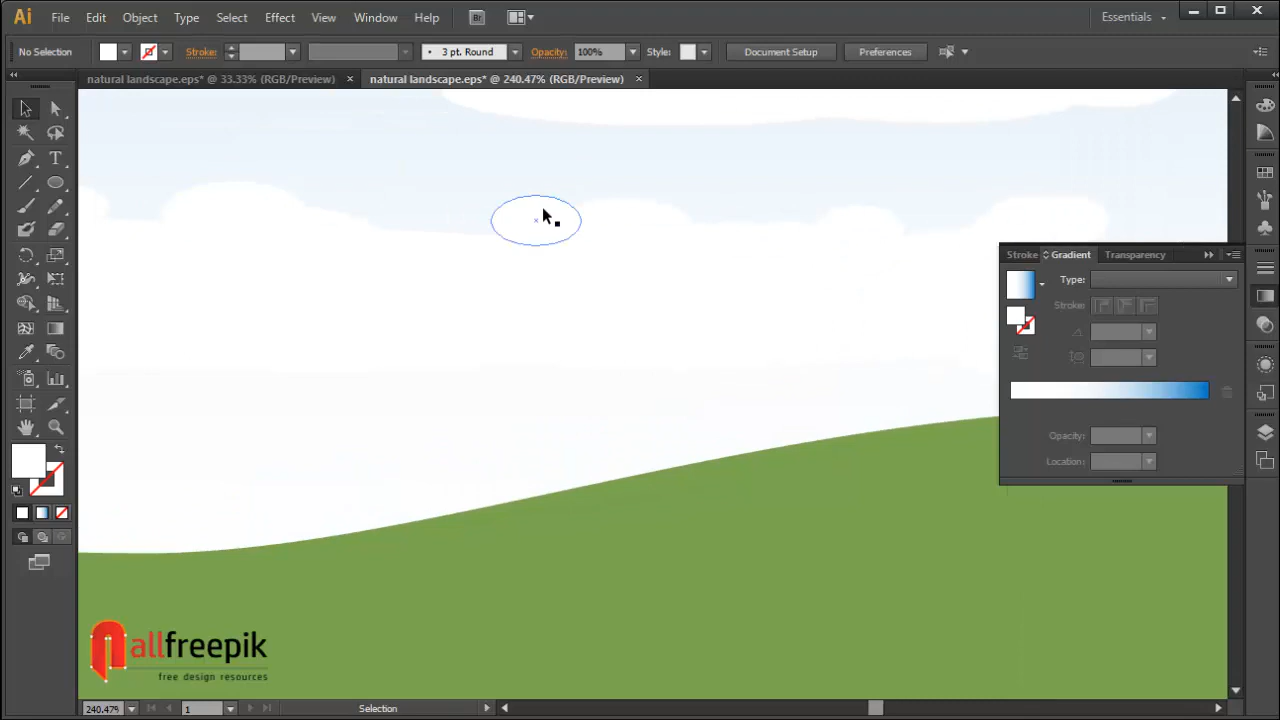 Ai File Edit Object Type Select Effect View Window Help Br Essentials
No Selection Stroke: 3 pt. Round Opacity: 100% Style: Document Setup Preferences
natural landscape.eps* @ 33.33% (RGB/Preview) × natural landscape.eps* @ 240.47% (RGB/Preview) ×
Stroke Gradient Transparency
Type:
Stroke:
Opacity:
Location:
T
allfreepik
free design resources
240.47% 1 Selection